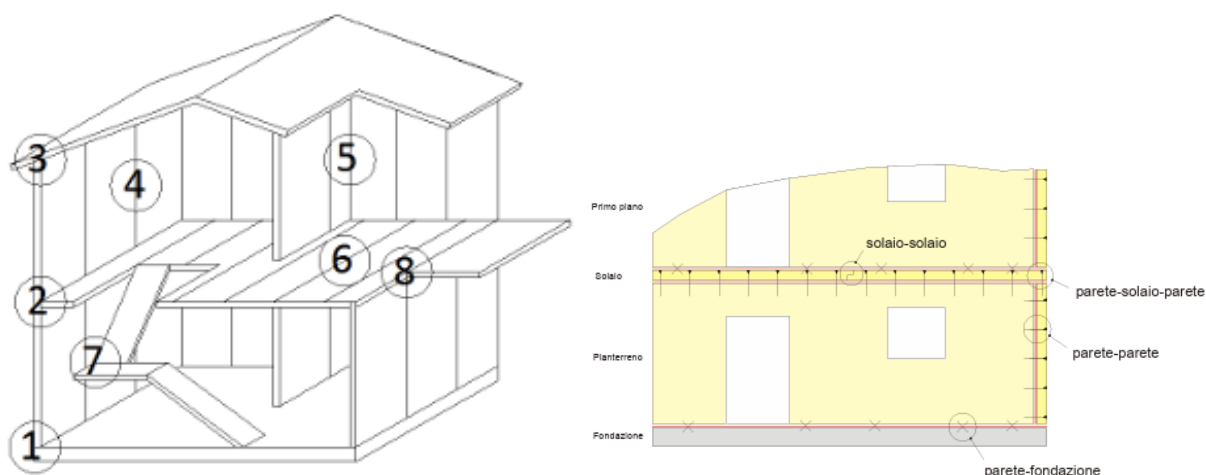 3
4
5
6
8
2
7
1
Primo piano
solaio-solaio
Solaio
parete-solaio-parete
parete-parete
Pianterreno
Fondazione
parete-fondazione